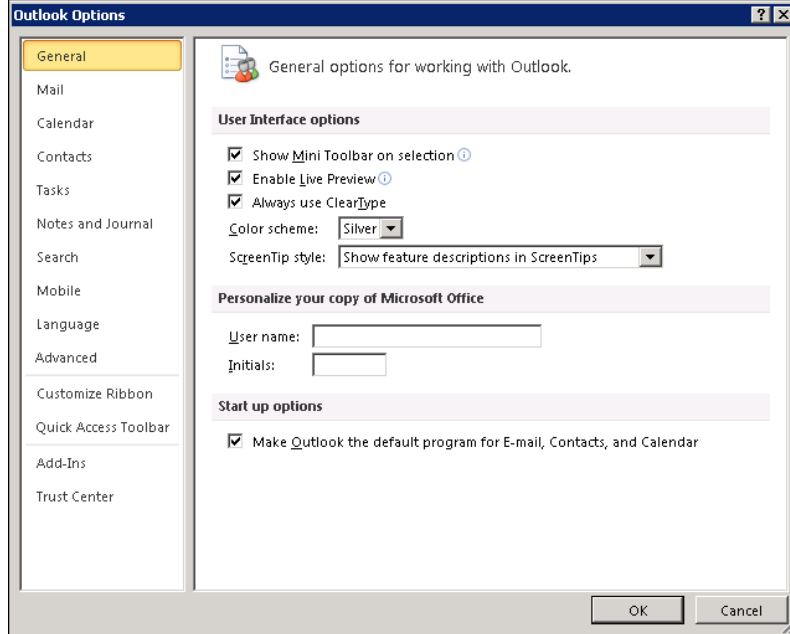 Outlook Options
General
Mail
Calendar
Contacts
Tasks
Notes and Journal
Search
Mobile
Language
Advanced
Customize Ribbon
Quick Access Toolbar
Add-Ins
Trust Center
General options for working with Outlook.
User Interface options
Show Mini Toolbar on selection
Enable Live Preview
Always use ClearType
Color scheme: Silver
ScreenTip style: Show feature descriptions in ScreenTips
Personalize your copy of Microsoft Office
User name:
Initials:
Start up options
Make Outlook the default program for E-mail, Contacts, and Calendar
OK Cancel